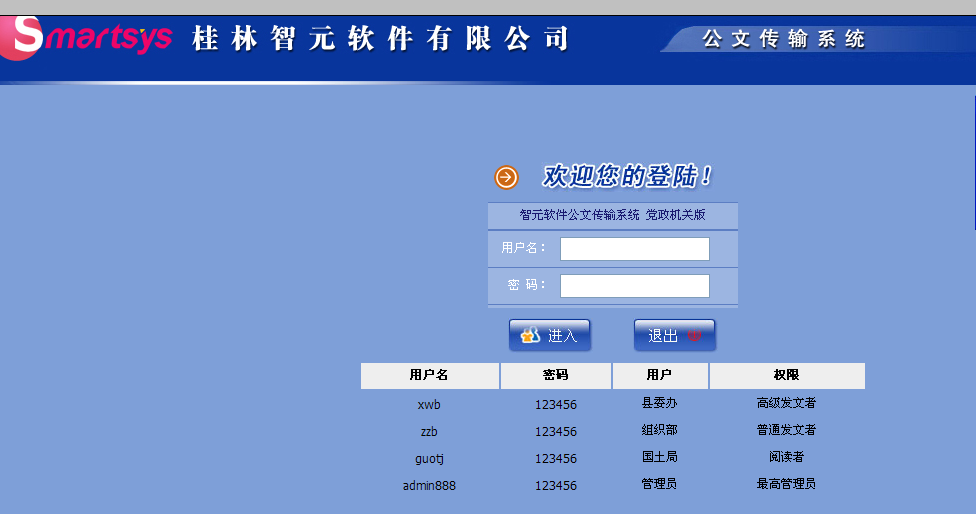 Smartsys 桂林智元软件有限公司 公文传输系统
欢迎您的登陆！
智元软件公文传输系统 党政机关版
用户名：
密 码：
进入 退出
用户名 密码 用户 权限
xwb 123456 县委办 高级发文者
zzb 123456 组织部 普通发文者
guotj 123456 国土局 阅读者
admin888 123456 管理员 最高管理员